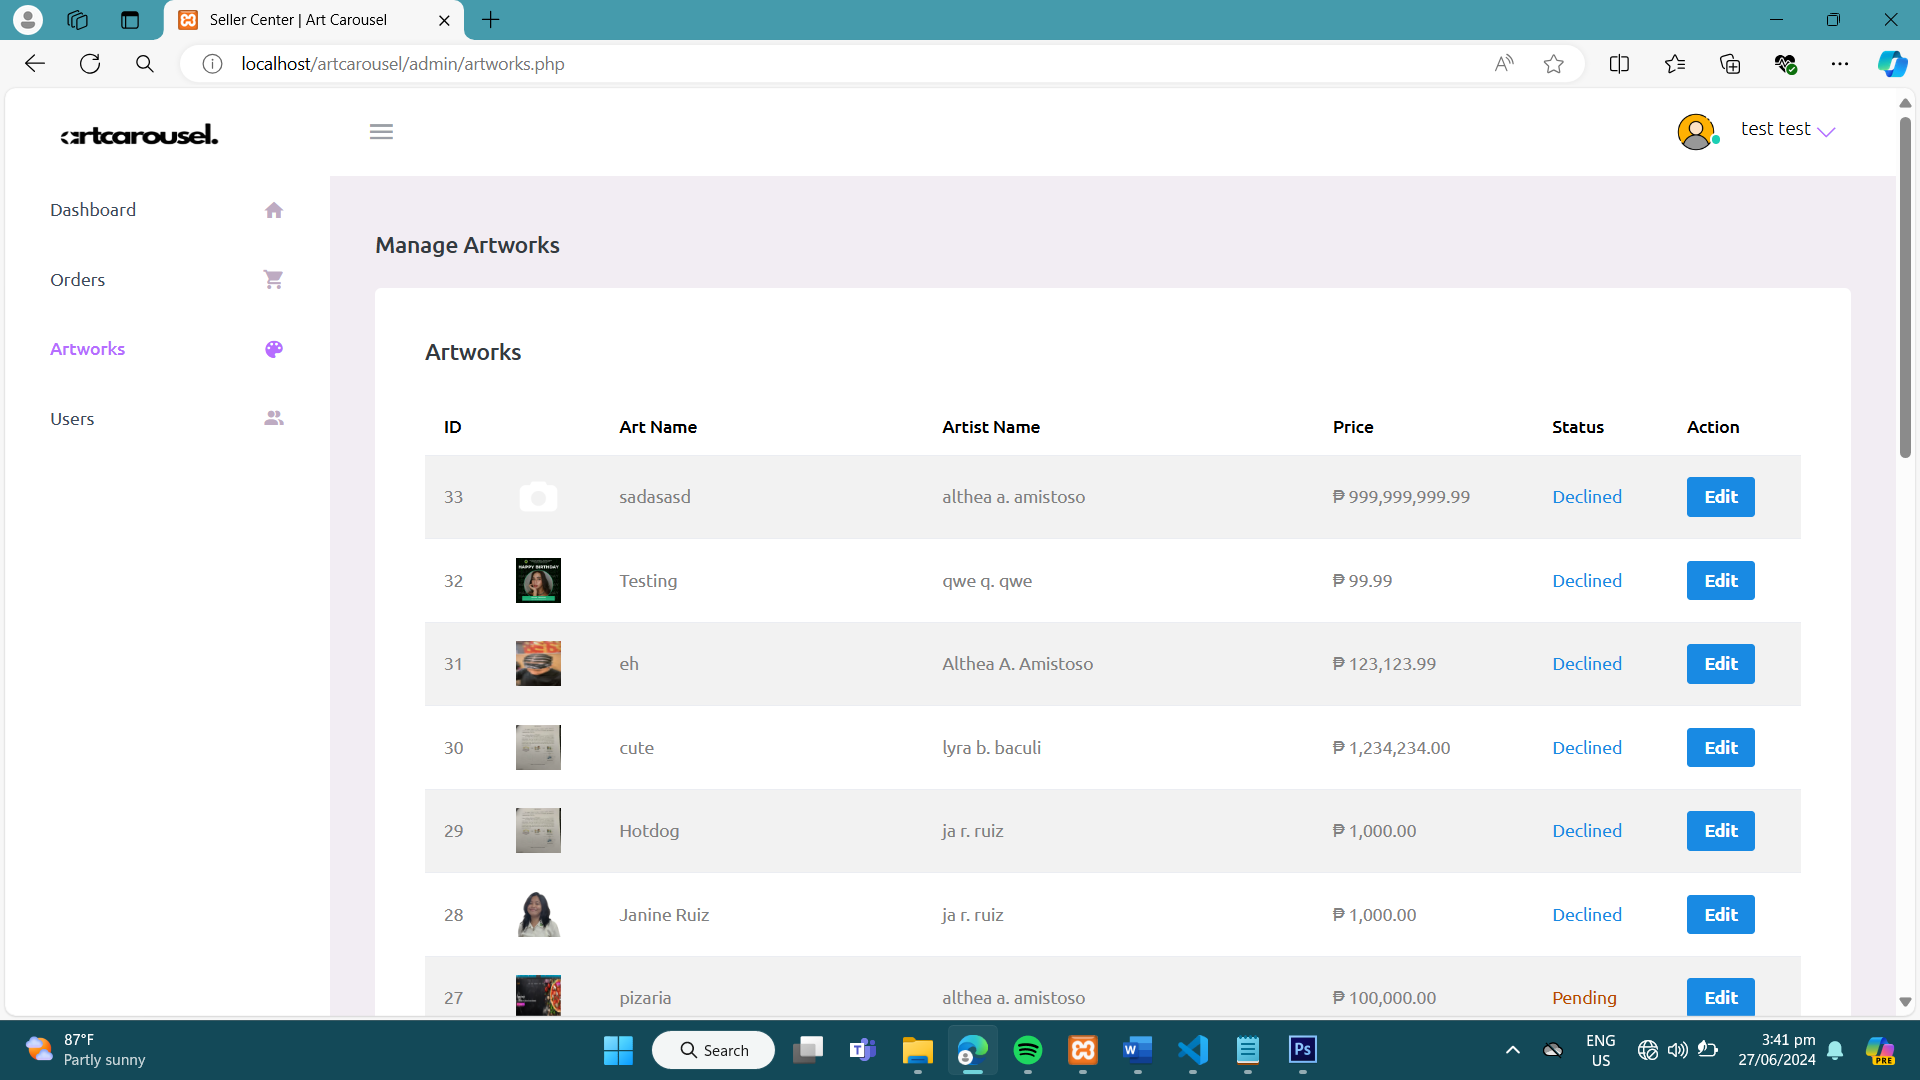 Seller Center | Art Carousel
localhost/artcarousel/admin/artworks.php
artcarousel.
test test
Dashboard
Orders
Artworks
Users
Manage Artworks
Artworks
ID Art Name Artist Name Price Status Action
33 sadasasd althea a. amistoso ₱ 999,999,999.99 Declined Edit
HAPPY BIRTHDAY
32 Testing qwe q. qwe ₱ 99.99 Declined Edit
31 eh Althea A. Amistoso ₱ 123,123.99 Declined Edit
30 cute lyra b. baculi ₱ 1,234,234.00 Declined Edit
29 Hotdog ja r. ruiz ₱ 1,000.00 Declined Edit
28 Janine Ruiz ja r. ruiz ₱ 1,000.00 Declined Edit
27 pizaria althea a. amistoso ₱ 100,000.00 Pending Edit
87°F
Partly sunny
Search
Ps
ENG
US
3:41 pm
27/06/2024
PRE